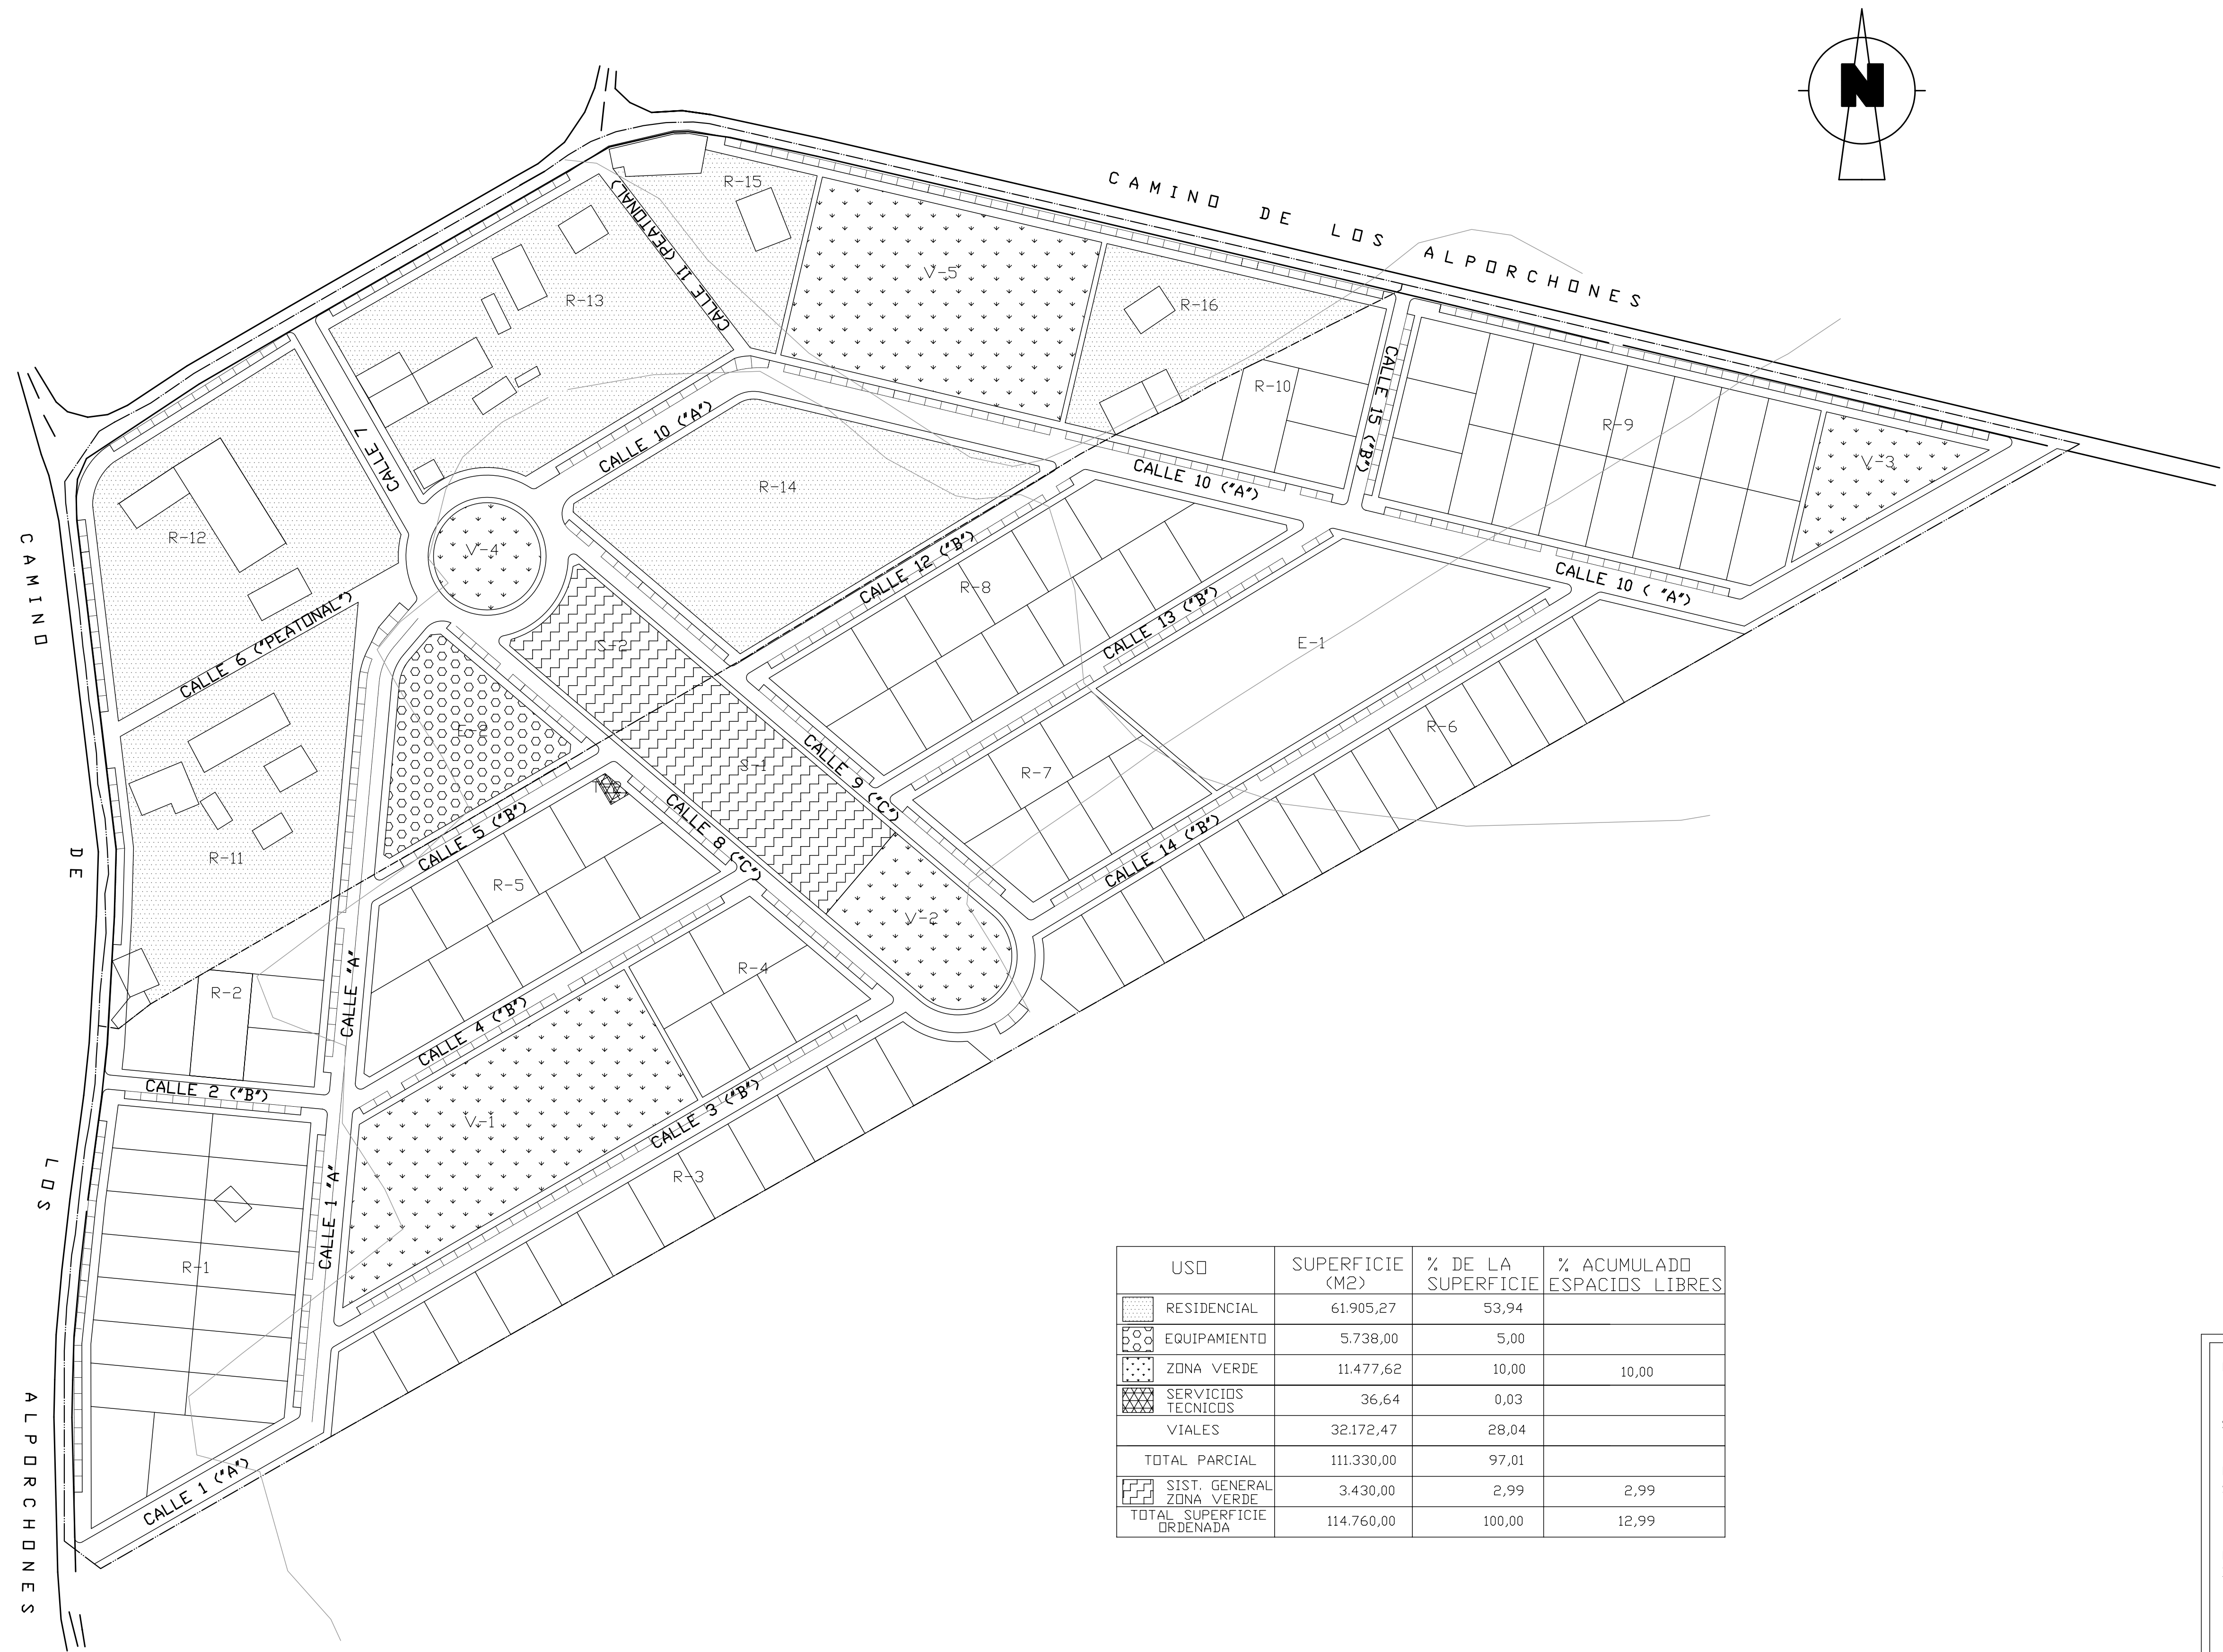 N
CAMINO DE LOS ALPORCHONES
R-15
CALLE 11 (PEATONAL)
V-5
R-13
R-16
CALLE 15 ("B")
R-10
R-9
V-3
CALLE 7
CALLE 10 ("A")
CALLE 10 ("A")
R-14
R-12
V-4
CALLE 12 ("B")
R-8
CALLE 10 ( "A")
CALLE 13 ("B")
E-1
CALLE 6 ("PEATONAL")
S-2
E-2
S-1
CALLE 9 ("C")
R-7
R-6
CALLE 5 ("B")
CALLE 8 ("C")
CALLE 14 ("B")
R-11
R-5
V-2
R-4
R-2
CALLE "A"
CALLE 4 ("B")
CALLE 2 ("B")
V-1
CALLE 3 ("B")
R-3
CALLE 1 "A"
R-1
CALLE 1 ("A")
CAMINO DE LOS ALPORCHONES
USO SUPERFICIE (M2) % DE LA SUPERFICIE % ACUMULADO ESPACIOS LIBRES
RESIDENCIAL 61.905,27 53,94
EQUIPAMIENTO 5.738,00 5,00
ZONA VERDE 11.477,62 10,00 10,00
SERVICIOS TECNICOS 36,64 0,03
VIALES 32.172,47 28,04
TOTAL PARCIAL 111.330,00 97,01
SIST. GENERAL ZONA VERDE 3.430,00 2,99 2,99
TOTAL SUPERFICIE ORDENADA 114.760,00 100,00 12,99